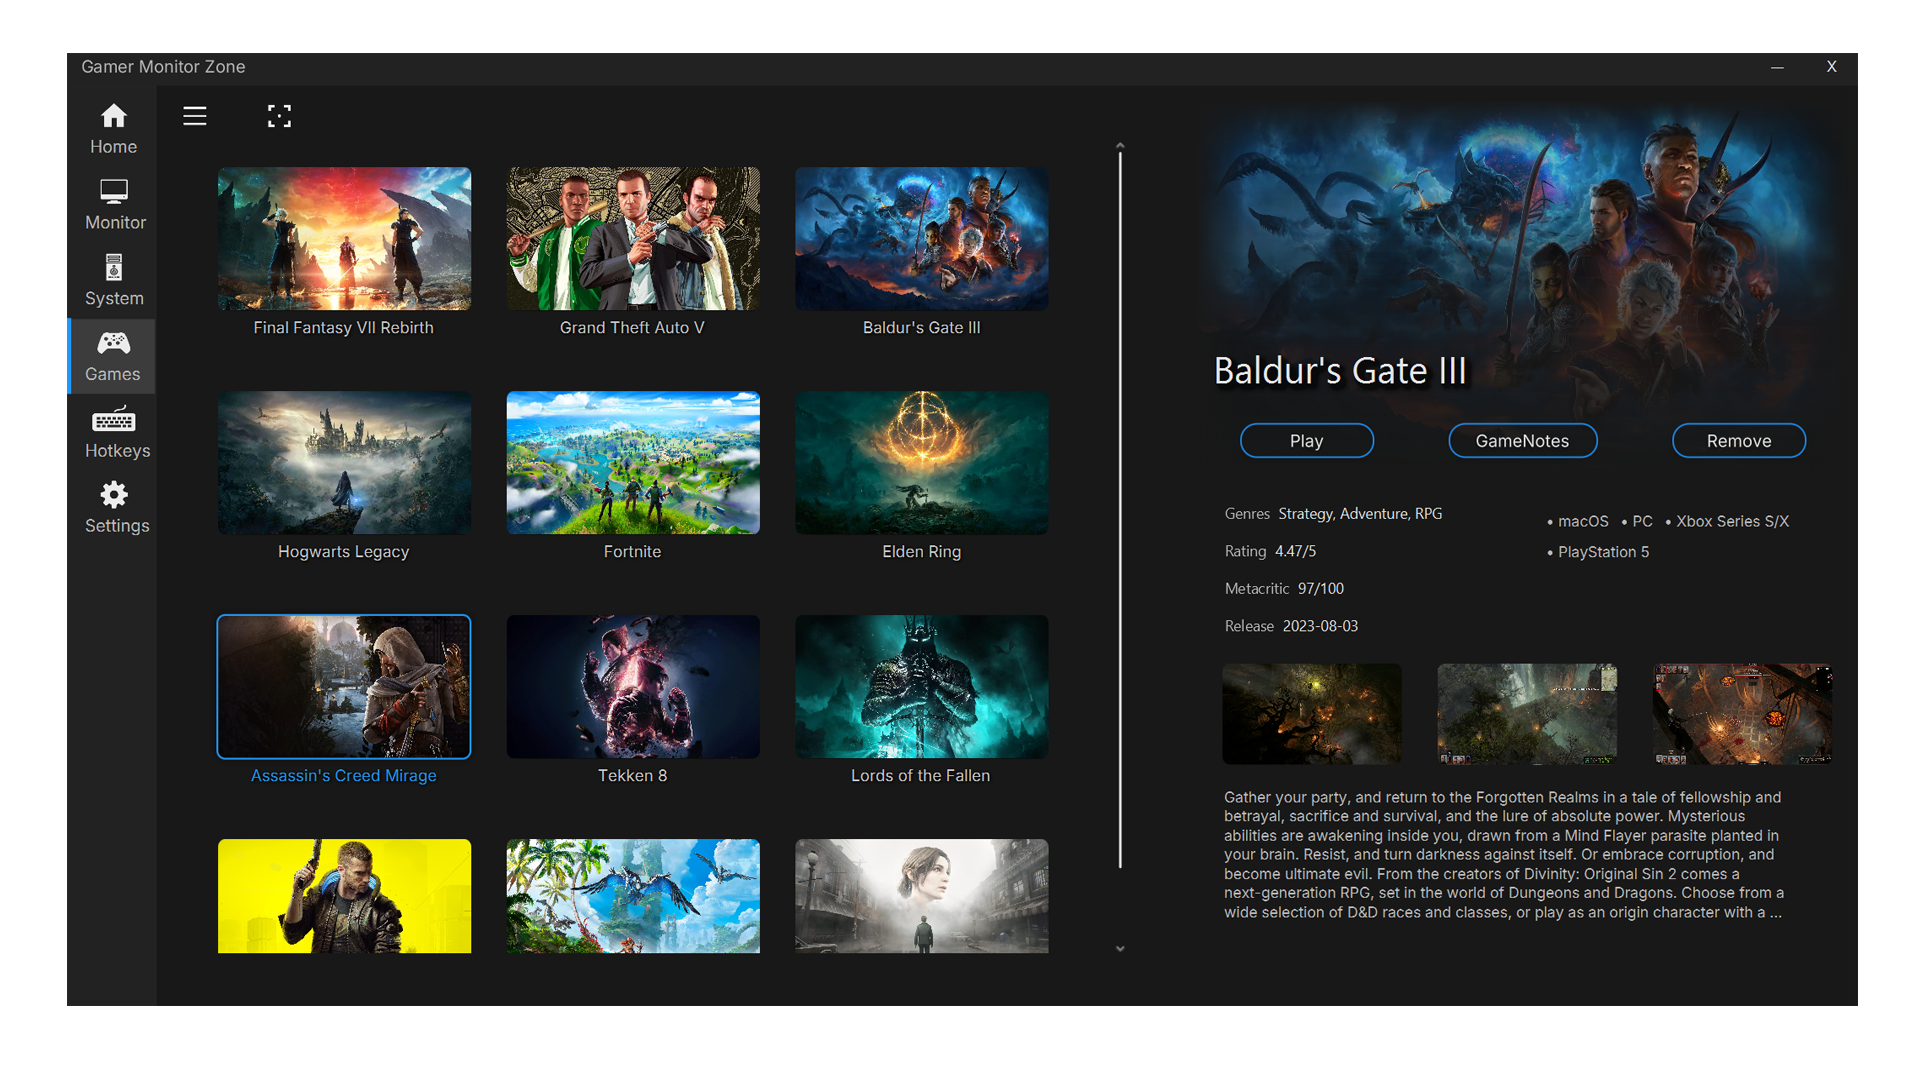 Gamer Monitor Zone
X
Home
Monitor
System
Games
Hotkeys
Settings
Final Fantasy VII Rebirth
Grand Theft Auto V
Baldur's Gate III
Hogwarts Legacy
Fortnite
Elden Ring
Assassin's Creed Mirage
Tekken 8
Lords of the Fallen
Baldur's Gate III
Play
GameNotes
Remove
Genres Strategy, Adventure, RPG
Rating 4.47/5
Metacritic 97/100
Release 2023-08-03
• macOS • PC • Xbox Series S/X
• PlayStation 5
Gather your party, and return to the Forgotten Realms in a tale of fellowship and
betrayal, sacrifice and survival, and the lure of absolute power. Mysterious
abilities are awakening inside you, drawn from a Mind Flayer parasite planted in
your brain. Resist, and turn darkness against itself. Or embrace corruption, and
become ultimate evil. From the creators of Divinity: Original Sin 2 comes a
next-generation RPG, set in the world of Dungeons and Dragons. Choose from a
wide selection of D&D races and classes, or play as an origin character with a ...